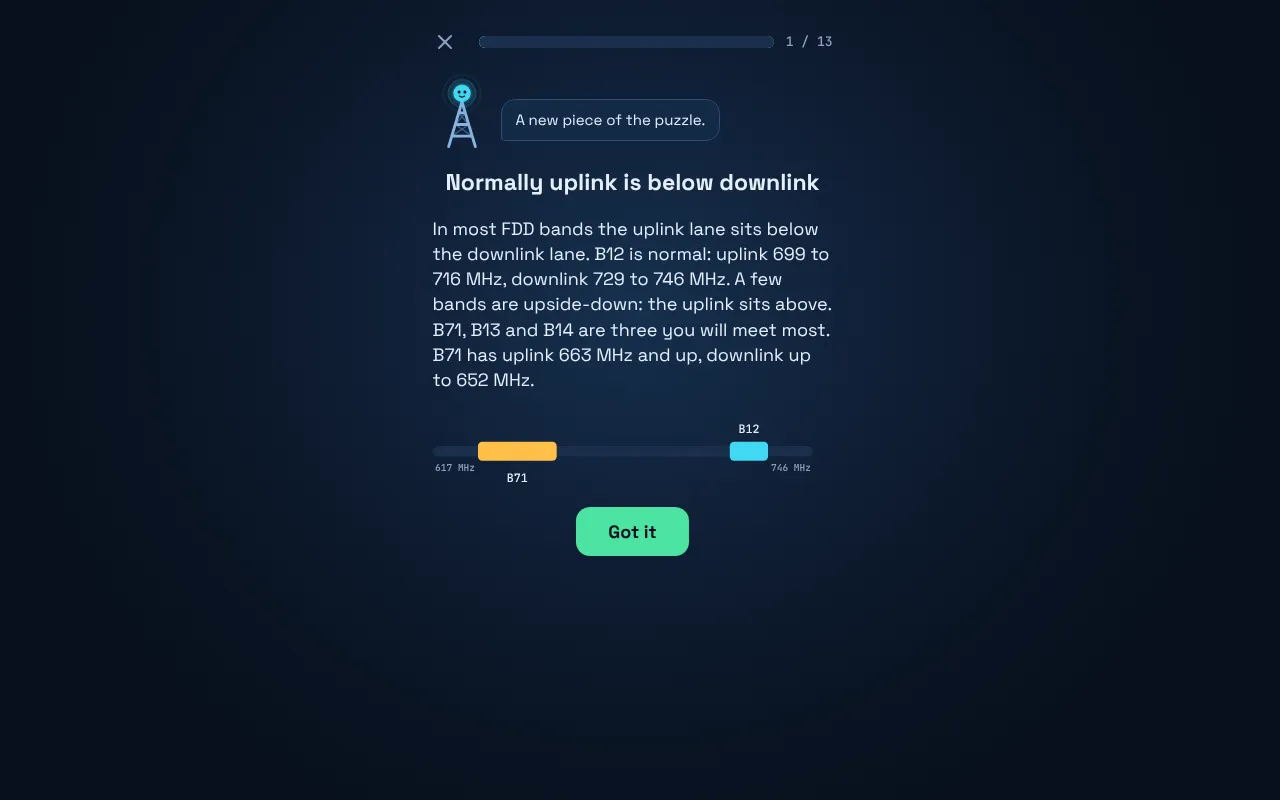 1 / 13
A new piece of the puzzle.
Normally uplink is below downlink
In most FDD bands the uplink lane sits below
the downlink lane. B12 is normal: uplink 699 to
716 MHz, downlink 729 to 746 MHz. A few
bands are upside-down: the uplink sits above.
B71, B13 and B14 are three you will meet most.
B71 has uplink 663 MHz and up, downlink up
to 652 MHz.
B12
617 MHz
746 MHz
B71
Got it